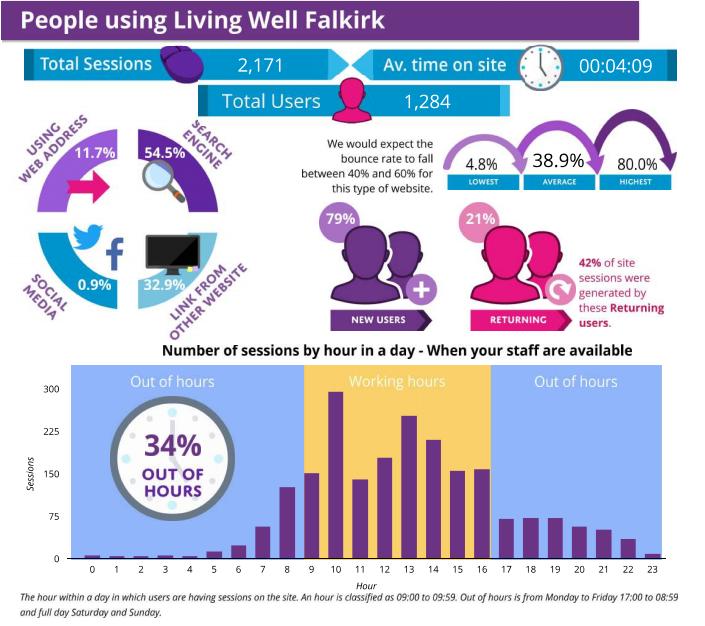 People using Living Well Falkirk
Total Sessions 2,171
Av. time on site 00:04:09
Total Users 1,284
USING
WEB ADDRESS
11.7%
SEARCH
ENGINE
54.5%
SOCIAL
MEDIA
0.9%
LINK FROM
OTHER WEBSITE
32.9%
We would expect the
bounce rate to fall
between 40% and 60% for
this type of website.
4.8% 38.9% 80.0%
LOWEST AVERAGE HIGHEST
79%
NEW USERS
21%
RETURNING
42% of site
sessions were
generated by
these Returning
users.
Number of sessions by hour in a day - When your staff are available
Out of hours Working hours Out of hours
34%
OUT OF
HOURS
Sessions
300
225
150
75
0
0 1 2 3 4 5 6 7 8 9 10 11 12 13 14 15 16 17 18 19 20 21 22 23
Hour
The hour within a day in which users are having sessions on the site. An hour is classified as 09:00 to 09:59. Out of hours is from Monday to Friday 17:00 to 08:59
and full day Saturday and Sunday.